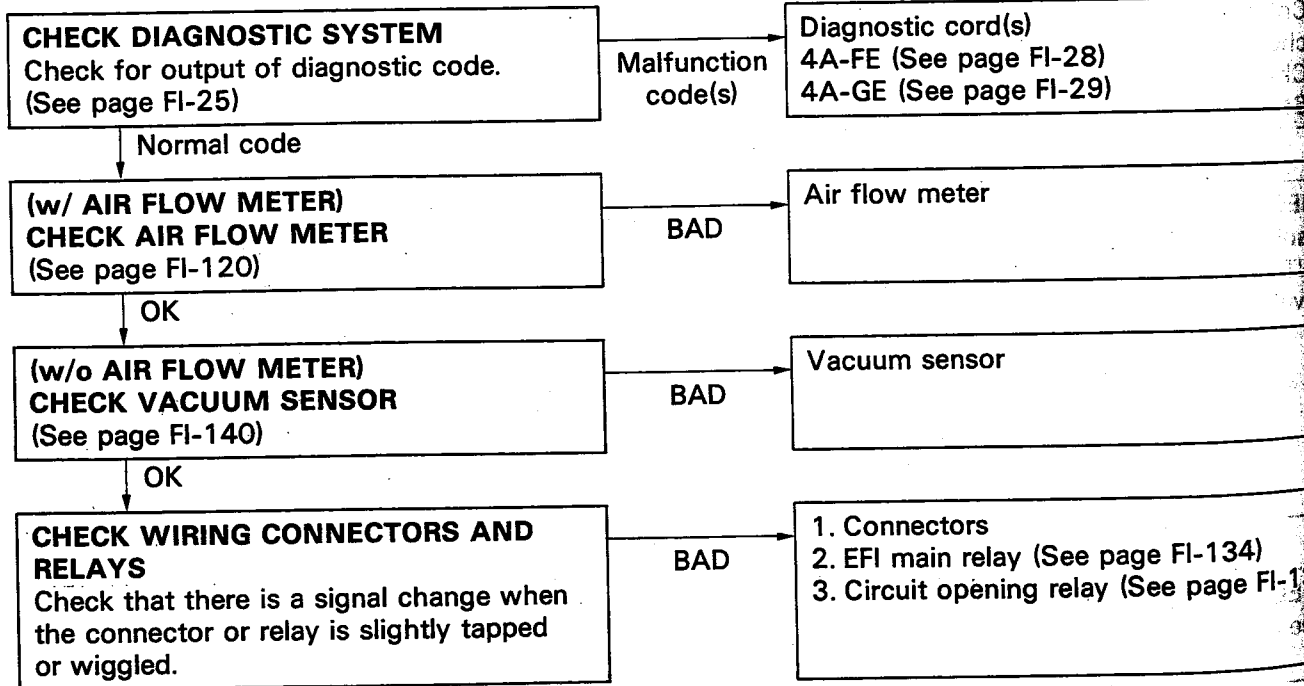 CHECK DIAGNOSTIC SYSTEM
Check for output of diagnostic code.
(See page FI-25)
Malfunction
code(s)
Diagnostic cord(s)
4A-FE (See page FI-28)
4A-GE (See page FI-29)
Normal code
(w/ AIR FLOW METER)
CHECK AIR FLOW METER
(See page FI-120)
BAD
Air flow meter
OK
(w/o AIR FLOW METER)
CHECK VACUUM SENSOR
(See page FI-140)
BAD
Vacuum sensor
OK
CHECK WIRING CONNECTORS AND
RELAYS
Check that there is a signal change when
the connector or relay is slightly tapped
or wiggled.
BAD
1. Connectors
2. EFI main relay (See page FI-134)
3. Circuit opening relay (See page